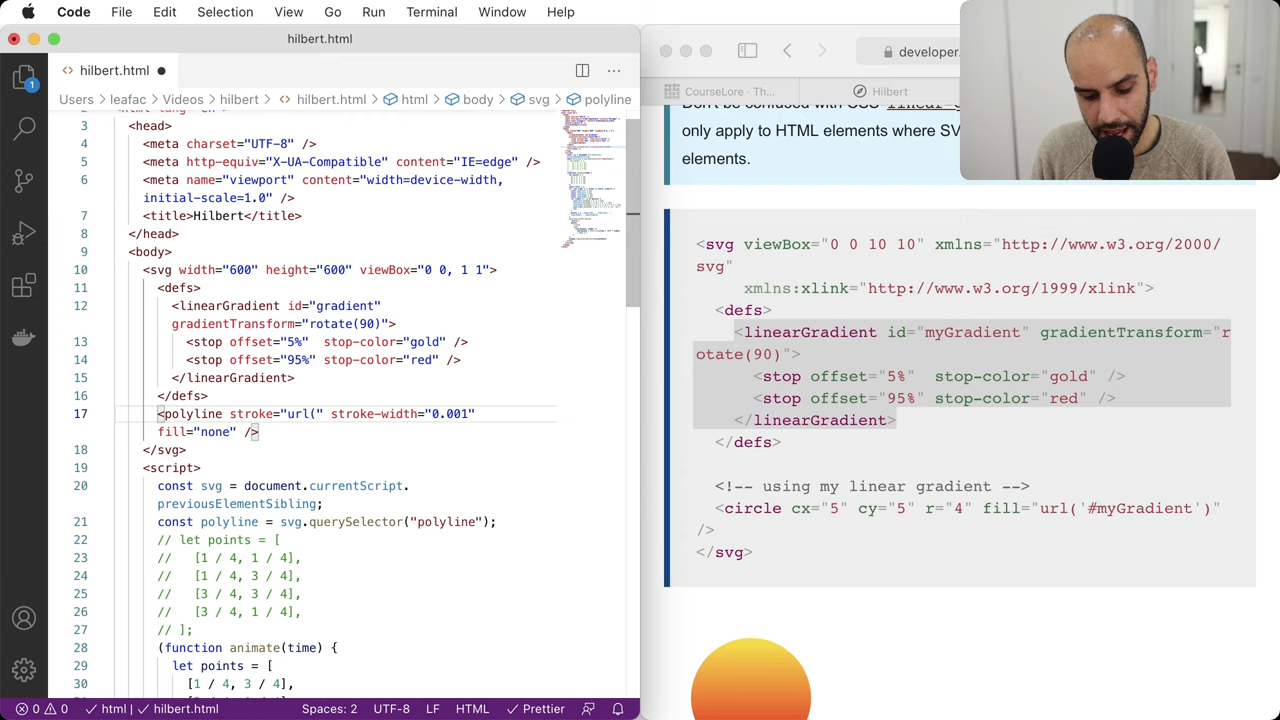 Code File Edit Selection View Go Run Terminal Window Help
hilbert.html
<> hilbert.html ● ···
Users > leafac > Videos > hilbert > <> hilbert.html > html > body > svg > polyline
3 <head>
4 <meta charset="UTF-8" />
5 <meta http-equiv="X-UA-Compatible" content="IE=edge" />
6 <meta name="viewport" content="width=device-width,
initial-scale=1.0" />
7 <title>Hilbert</title>
8 </head>
9 <body>
10 <svg width="600" height="600" viewBox="0 0, 1 1">
11 <defs>
12 <linearGradient id="gradient"
gradientTransform="rotate(90)">
13 <stop offset="5%"  stop-color="gold" />
14 <stop offset="95%" stop-color="red" />
15 </linearGradient>
16 </defs>
17 <polyline stroke="url(" stroke-width="0.001"
fill="none" />
18 </svg>
19 <script>
20 const svg = document.currentScript.
previousElementSibling;
21 const polyline = svg.querySelector("polyline");
22 // let points = [
23 //   [1 / 4, 1 / 4],
24 //   [1 / 4, 3 / 4],
25 //   [3 / 4, 3 / 4],
26 //   [3 / 4, 1 / 4],
27 // ];
28 (function animate(time) {
29 let points = [
30 [1 / 4, 3 / 4],
1
0 0 html | hilbert.html Spaces: 2 UTF-8 LF HTML Prettier
developer.
CourseLore - Th... Hilbert
only apply to HTML elements where SV
elements.
<svg viewBox="0 0 10 10" xmlns="http://www.w3.org/2000/
svg"
xmlns:xlink="http://www.w3.org/1999/xlink">
<defs>
<linearGradient id="myGradient" gradientTransform="r
otate(90)">
<stop offset="5%"  stop-color="gold" />
<stop offset="95%" stop-color="red" />
</linearGradient>
</defs>
<!-- using my linear gradient -->
<circle cx="5" cy="5" r="4" fill="url('#myGradient')"
/>
</svg>